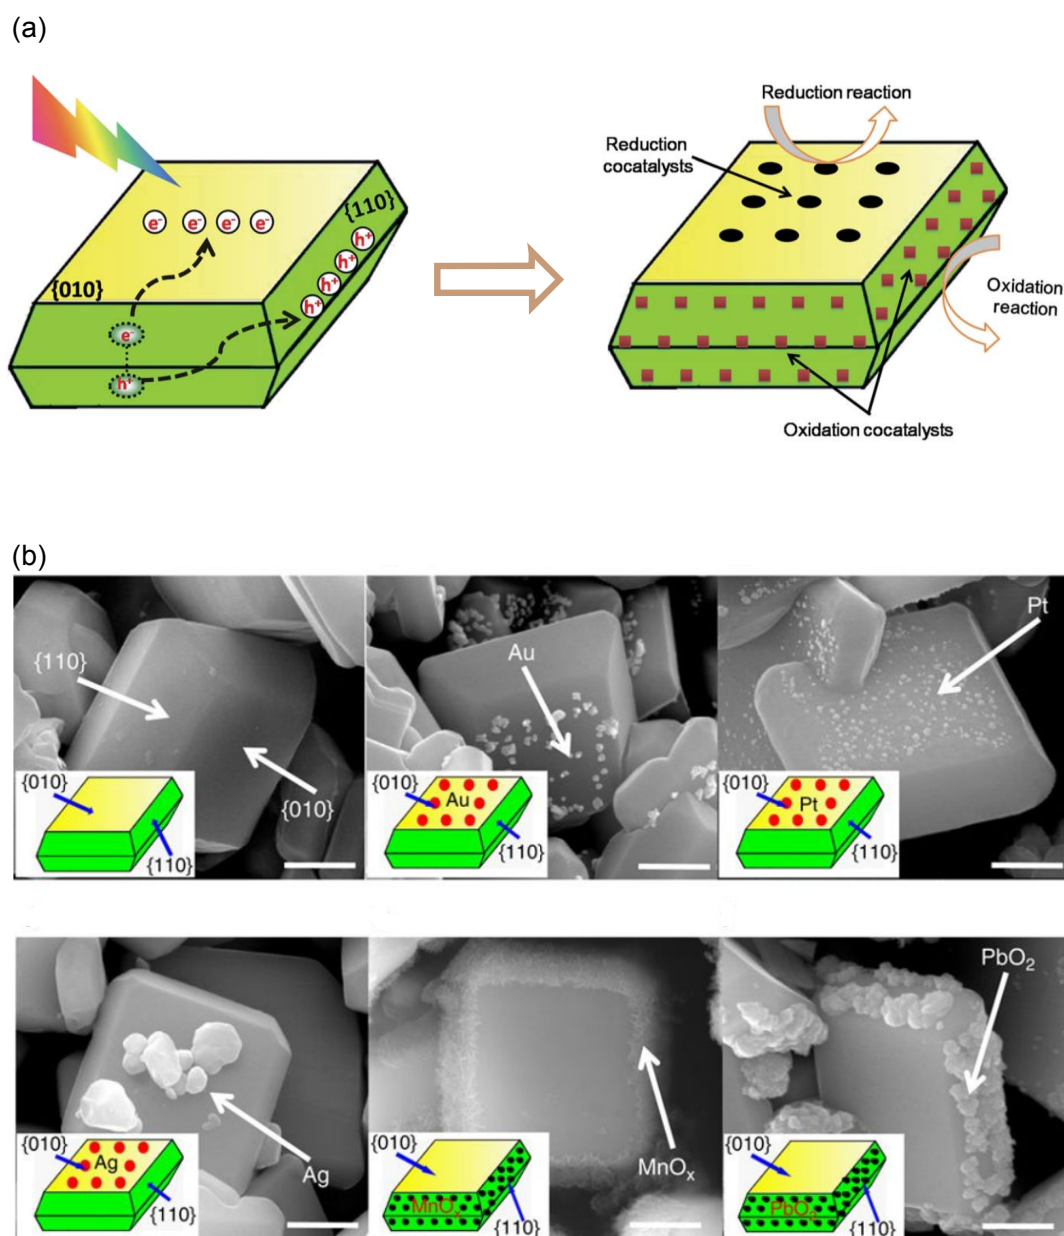 (a)
Reduction reaction
Reduction
cocatalysts
{110}
e⁻ e⁻ e⁻ e⁻
h⁺
h⁺
h⁺
h⁺
{010}
e⁻
h⁺
Oxidation
reaction
Oxidation cocatalysts
(b)
{110}
{010}
{010}
{110}
Au
{010}
Au
{110}
Pt
{010}
Pt
{110}
Ag
{010}
Ag
{110}
MnOₓ
{010}
MnOₓ
{110}
PbO₂
{010}
PbO₂
{110}